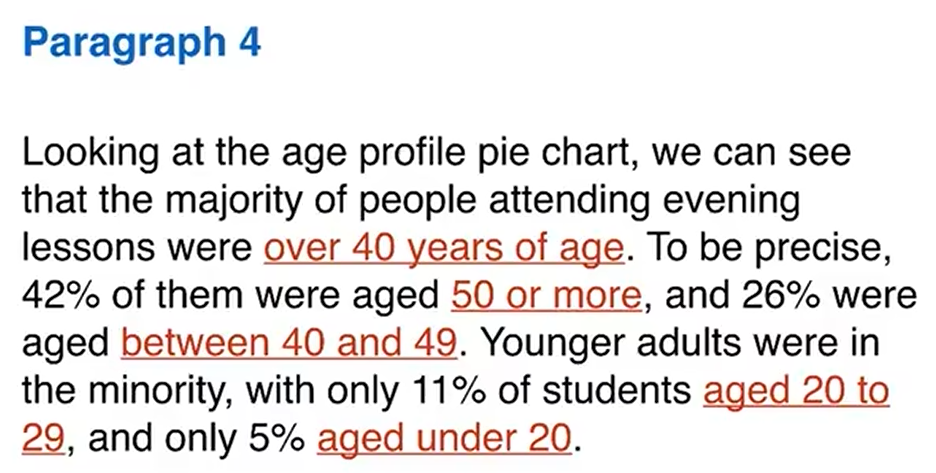 Paragraph 4
Looking at the age profile pie chart, we can see
that the majority of people attending evening
lessons were over 40 years of age. To be precise,
42% of them were aged 50 or more, and 26% were
aged between 40 and 49. Younger adults were in
the minority, with only 11% of students aged 20 to
29, and only 5% aged under 20.